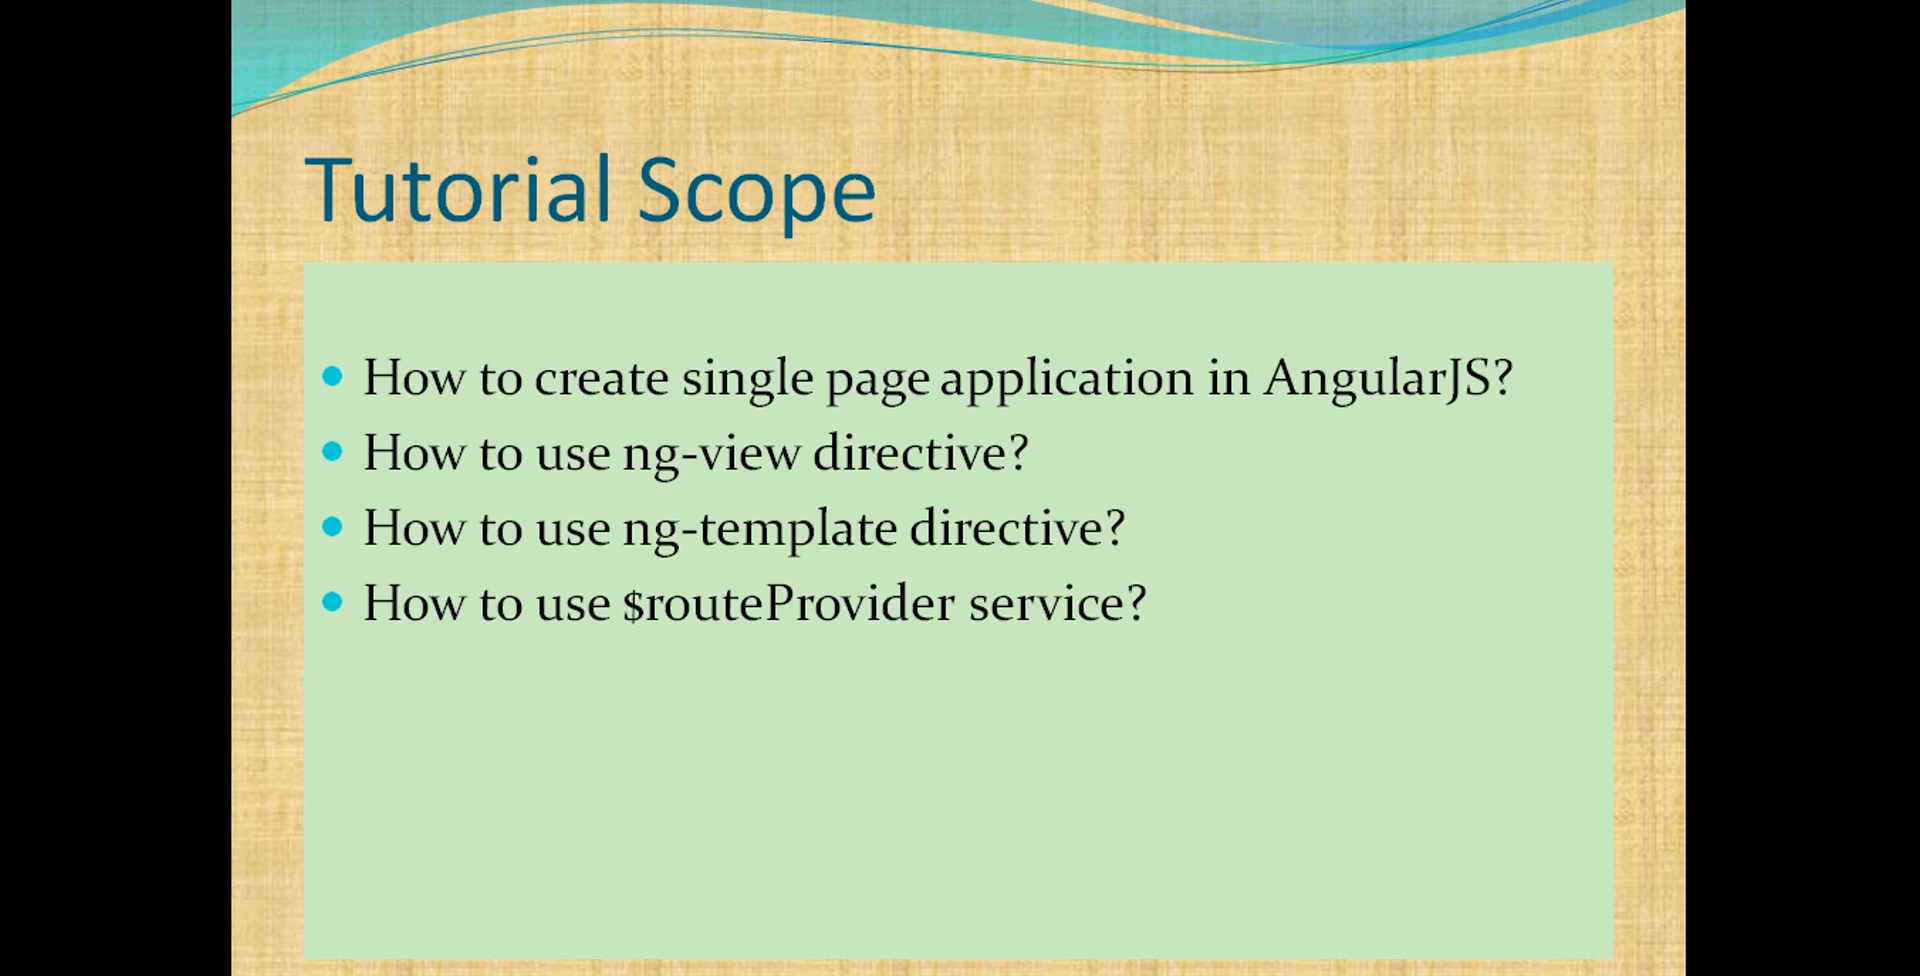 Tutorial Scope
How to create single page application in AngularJS?
How to use ng-view directive?
How to use ng-template directive?
How to use $routeProvider service?